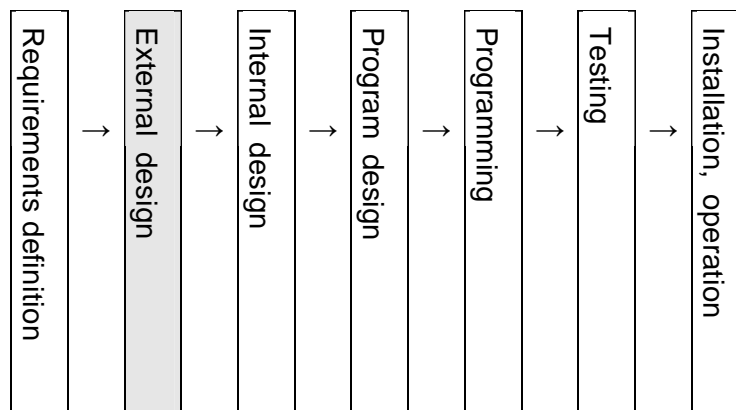 Requirements definition
→
External design
→
Internal design
→
Program design
→
Programming
→
Testing
→
Installation, operation